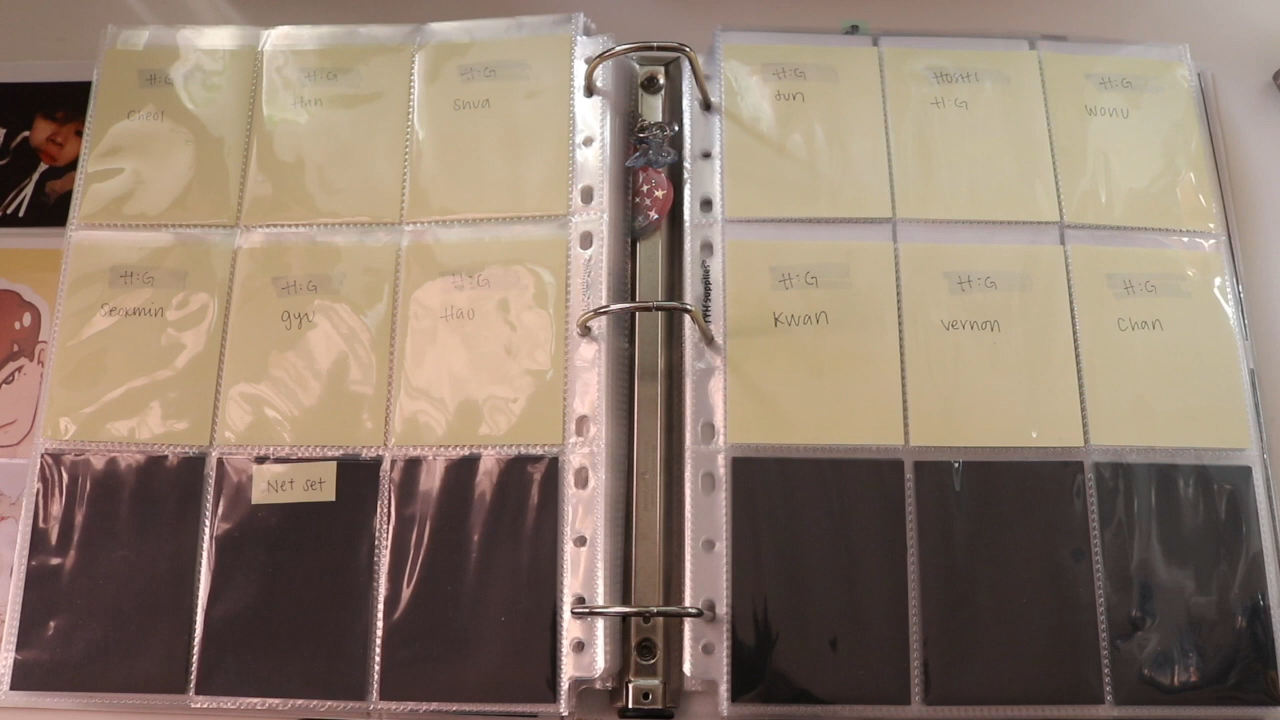 H:G
Cheol
H:G
Han
H:G
Shua
H:G
Jun
HOSHI
H:G
H:G
wonu
H:G
Seokmin
H:G
gyu
H:G
Hao
H:G
Kwan
H:G
vernon
H:G
Chan
Net set